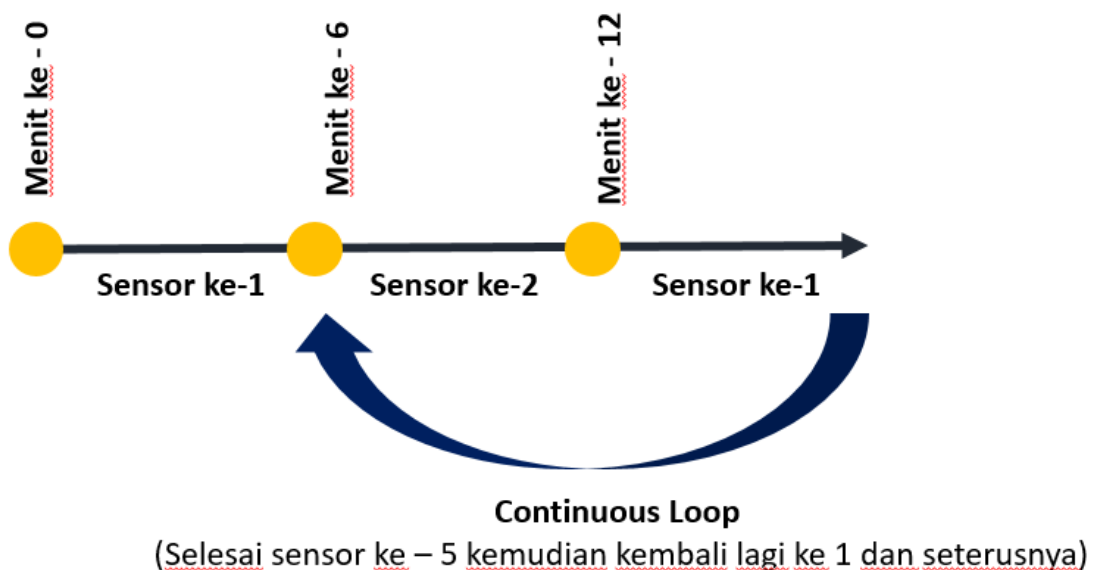 Menit ke - 0
Menit ke - 6
Menit ke - 12
Sensor ke-1
Sensor ke-2
Sensor ke-1
Continuous Loop
(Selesai sensor ke – 5 kemudian kembali lagi ke 1 dan seterusnya)